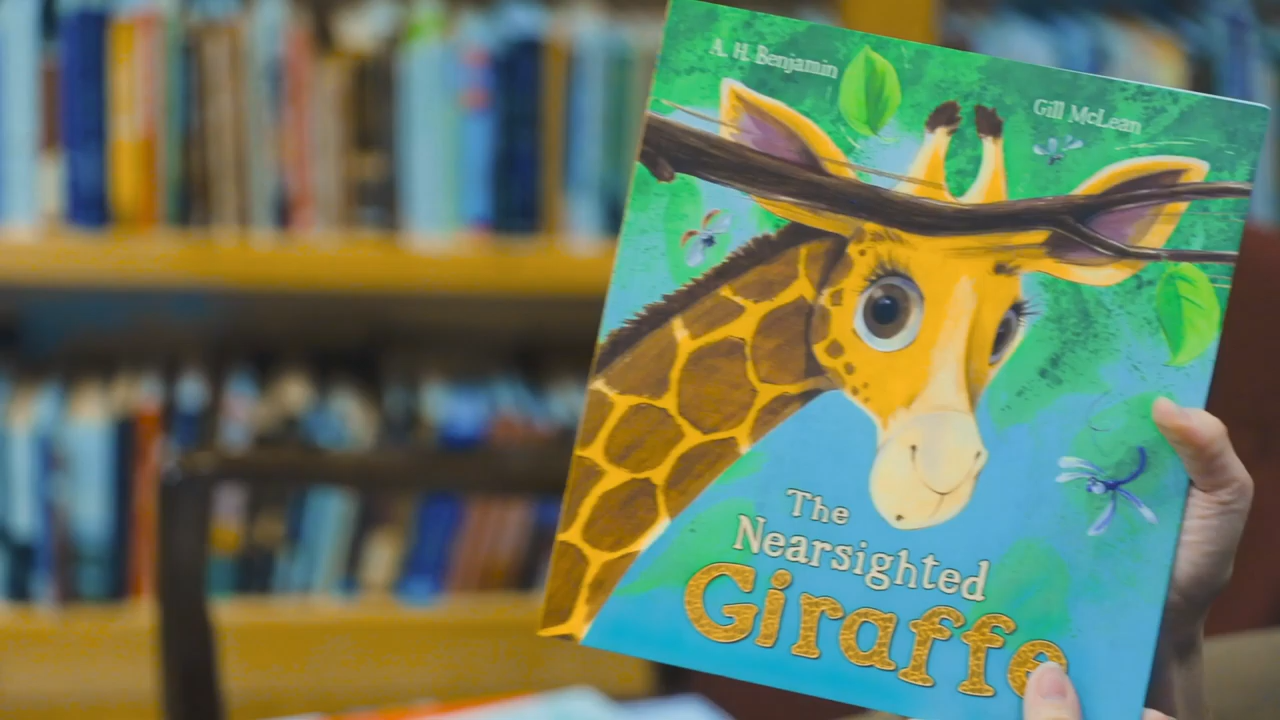 A. H. Benjamin
Gill McLean
The
Nearsighted
Giraffe